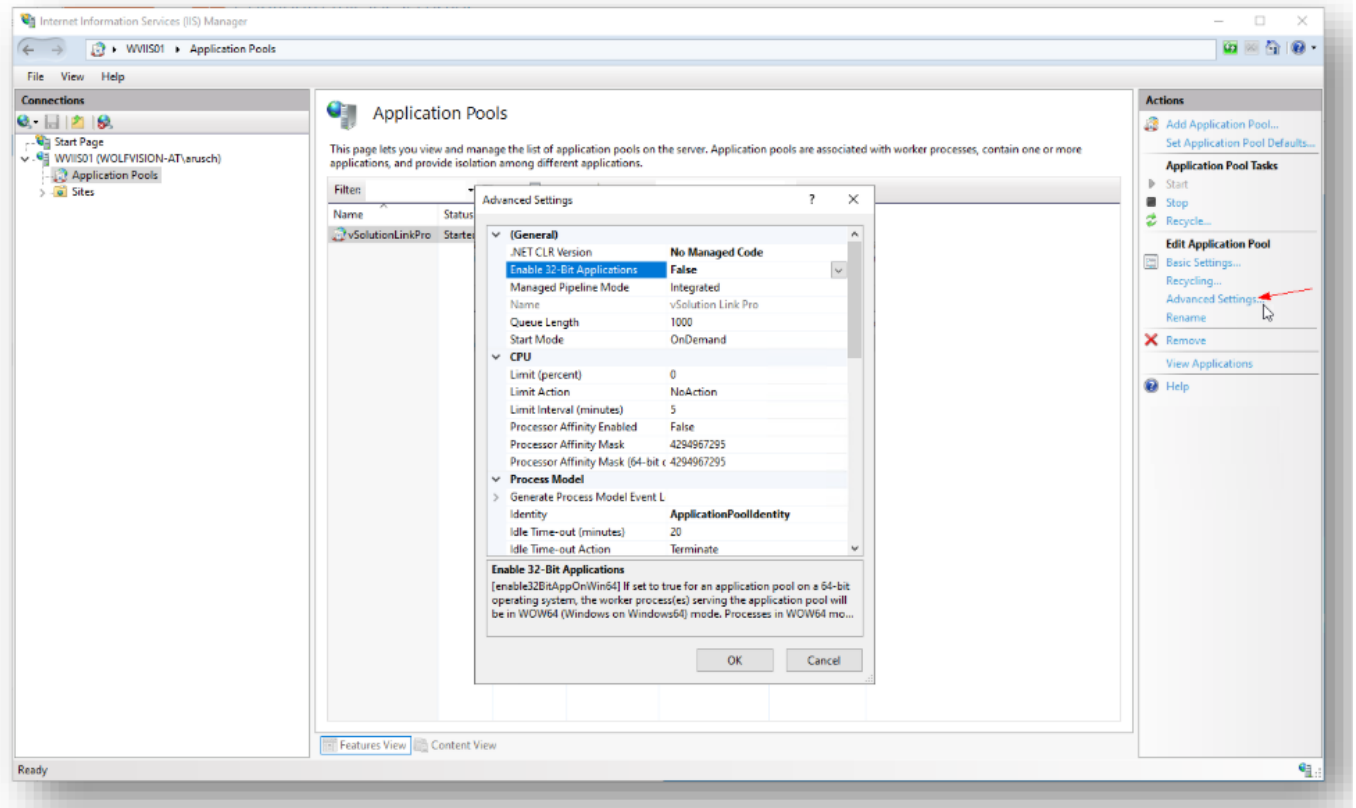 Internet Information Services (IIS) Manager
WVIIS01 Application Pools
File View Help
Connections
Start Page
WVIIS01 (WOLFVISION-AT\arusch)
Application Pools
Sites
Application Pools
This page lets you view and manage the list of application pools on the server. Application pools are associated with worker processes, contain one or more
applications, and provide isolation among different applications.
Filter:
Name Status
vSolutionLinkPro Starte
Advanced Settings ?
(General)
.NET CLR Version No Managed Code
Enable 32-Bit Applications False
Managed Pipeline Mode Integrated
Name vSolution Link Pro
Queue Length 1000
Start Mode OnDemand
CPU
Limit (percent) 0
Limit Action NoAction
Limit Interval (minutes) 5
Processor Affinity Enabled False
Processor Affinity Mask 4294967295
Processor Affinity Mask (64-bit c 4294967295
Process Model
Generate Process Model Event L
Identity ApplicationPoolIdentity
Idle Time-out (minutes) 20
Idle Time-out Action Terminate
Enable 32-Bit Applications
[enable32BitAppOnWin64] If set to true for an application pool on a 64-bit
operating system, the worker process(es) serving the application pool will
be in WOW64 (Windows on Windows64) mode. Processes in WOW64 mo...
OK Cancel
Features View Content View
Actions
Add Application Pool...
Set Application Pool Defaults...
Application Pool Tasks
Start
Stop
Recycle...
Edit Application Pool
Basic Settings...
Recycling...
Advanced Settings...
Rename
Remove
View Applications
Help
Ready